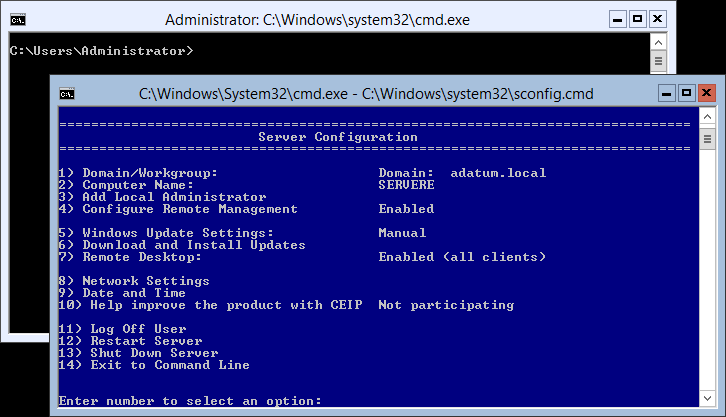 Administrator: C:\Windows\system32\cmd.exe
C:\Users\Administrator>
C:\Windows\System32\cmd.exe - C:\Windows\system32\sconfig.cmd
===============================================================================
Server Configuration
===============================================================================
1) Domain/Workgroup: Domain: adatum.local
2) Computer Name: SERVERE
3) Add Local Administrator
4) Configure Remote Management Enabled
5) Windows Update Settings: Manual
6) Download and Install Updates
7) Remote Desktop: Enabled (all clients)
8) Network Settings
9) Date and Time
10) Help improve the product with CEIP Not participating
11) Log Off User
12) Restart Server
13) Shut Down Server
14) Exit to Command Line
Enter number to select an option: